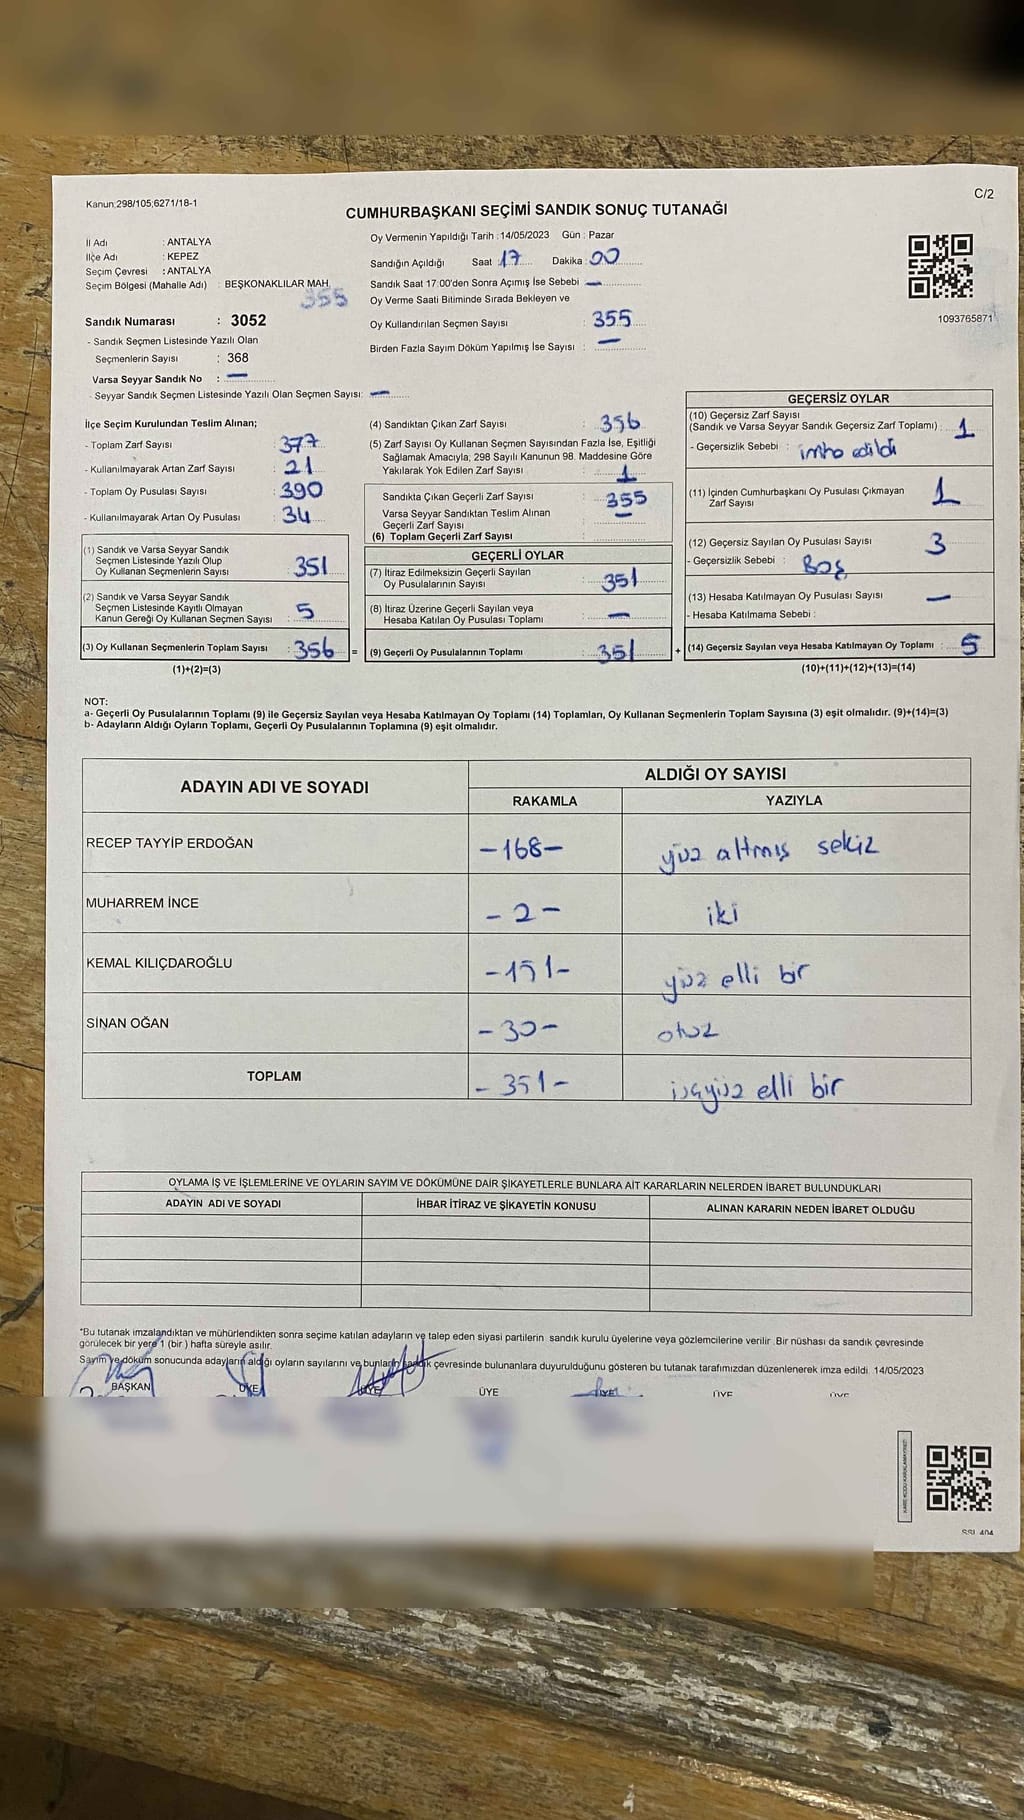 Kanun:298/105;6271/18-1
C/2
CUMHURBAŞKANI SEÇİMİ SANDIK SONUÇ TUTANAĞI
İl Adı : ANTALYA
İlçe Adı : KEPEZ
Seçim Çevresi : ANTALYA
Seçim Bölgesi (Mahalle Adı) : BEŞKONAKLILAR MAH.
355
Sandık Numarası : 3052
- Sandık Seçmen Listesinde Yazılı Olan
Seçmenlerin Sayısı : 368
Varsa Seyyar Sandık No : —
- Seyyar Sandık Seçmen Listesinde Yazılı Olan Seçmen Sayısı: —
Oy Vermenin Yapıldığı Tarih : 14/05/2023 Gün : Pazar
Sandığın Açıldığı Saat : 17 Dakika : 00
Sandık Saat 17:00'den Sonra Açımış İse Sebebi —
Oy Verme Saati Bitiminde Sırada Bekleyen ve
Oy Kullandırılan Seçmen Sayısı : 355
Birden Fazla Sayım Döküm Yapılmış İse Sayısı : —
1093765871
İlçe Seçim Kurulundan Teslim Alınan;
- Toplam Zarf Sayısı : 377
- Kullanılmayarak Artan Zarf Sayısı : 21
- Toplam Oy Pusulası Sayısı : 390
- Kullanılmayarak Artan Oy Pusulası : 34
(1) Sandık ve Varsa Seyyar Sandık
Seçmen Listesinde Yazılı Olup
Oy Kullanan Seçmenlerin Sayısı : 351
(2) Sandık ve Varsa Seyyar Sandık
Seçmen Listesinde Kayıtlı Olmayan
Kanun Gereği Oy Kullanan Seçmen Sayısı : 5
(3) Oy Kullanan Seçmenlerin Toplam Sayısı : 356 =
(1)+(2)=(3)
(4) Sandıktan Çıkan Zarf Sayısı : 356
(5) Zarf Sayısı Oy Kullanan Seçmen Sayısından Fazla İse, Eşitliği
Sağlamak Amacıyla; 298 Sayılı Kanunun 98. Maddesine Göre
Yakılarak Yok Edilen Zarf Sayısı : 1
Sandıkta Çıkan Geçerli Zarf Sayısı : 355
Varsa Seyyar Sandıktan Teslim Alınan
Geçerli Zarf Sayısı : —
(6) Toplam Geçerli Zarf Sayısı
GEÇERLİ OYLAR
(7) İtiraz Edilmeksizin Geçerli Sayılan
Oy Pusulalarının Sayısı : 351
(8) İtiraz Üzerine Geçerli Sayılan veya
Hesaba Katılan Oy Pusulası Toplamı : —
(9) Geçerli Oy Pusulalarının Toplamı : 351 +
GEÇERSİZ OYLAR
(10) Geçersiz Zarf Sayısı
(Sandık ve Varsa Seyyar Sandık Geçersiz Zarf Toplamı) : 1
- Geçersizlik Sebebi : imha edildi
(11) İçinden Cumhurbaşkanı Oy Pusulası Çıkmayan
Zarf Sayısı 1
(12) Geçersiz Sayılan Oy Pusulası Sayısı : 3
- Geçersizlik Sebebi : Boş
(13) Hesaba Katılmayan Oy Pusulası Sayısı : —
- Hesaba Katılmama Sebebi :
(14) Geçersiz Sayılan veya Hesaba Katılmayan Oy Toplamı : 5
(10)+(11)+(12)+(13)=(14)
NOT:
a- Geçerli Oy Pusulalarının Toplamı (9) ile Geçersiz Sayılan veya Hesaba Katılmayan Oy Toplamı (14) Toplamları, Oy Kullanan Seçmenlerin Toplam Sayısına (3) eşit olmalıdır. (9)+(14)=(3)
b- Adayların Aldığı Oyların Toplamı, Geçerli Oy Pusulalarının Toplamına (9) eşit olmalıdır.
ADAYIN ADI VE SOYADI
ALDIĞI OY SAYISI
RAKAMLA YAZIYLA
RECEP TAYYİP ERDOĞAN -168- yüz altmış sekiz
MUHARREM İNCE -2- iki
KEMAL KILIÇDAROĞLU -151- yüz elli bir
SİNAN OĞAN -30- otuz
TOPLAM -351- üçyüz elli bir
OYLAMA İŞ VE İŞLEMLERİNE VE OYLARIN SAYIM VE DÖKÜMÜNE DAİR ŞİKAYETLERLE BUNLARA AİT KARARLARIN NELERDEN İBARET BULUNDUKLARI
ADAYIN ADI VE SOYADI İHBAR İTİRAZ VE ŞİKAYETİN KONUSU ALINAN KARARIN NEDEN İBARET OLDUĞU
*Bu tutanak imzalandıktan ve mühürlendikten sonra seçime katılan adayların ve talep eden siyasi partilerin sandık kurulu üyelerine veya gözlemcilerine verilir. Bir nüshası da sandık çevresinde
görülecek bir yere 1 (bir) hafta süreyle asılır.
Sayım ve döküm sonucunda adayların aldığı oyların sayılarını ve bunların sandık çevresinde bulunanlara duyurulduğunu gösteren bu tutanak tarafımızdan düzenlenerek imza edildi. 14/05/2023
BAŞKAN ÜYE ÜYE ÜYE ÜYE ÜYE ÜYE